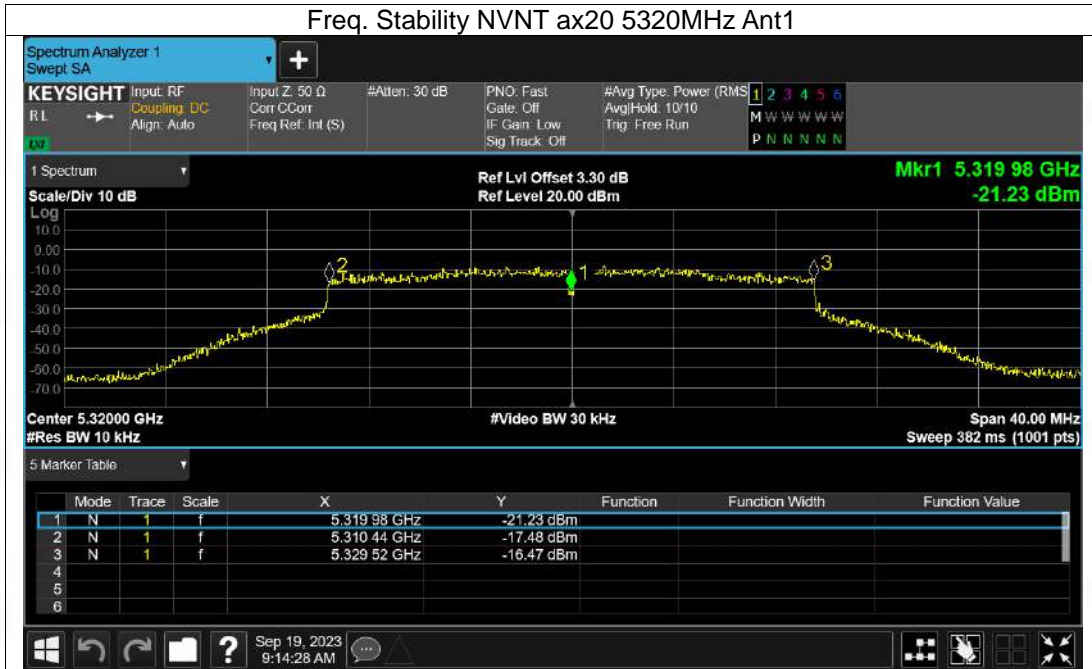 Freq. Stability NVNT ax20 5320MHz Ant1
Spectrum Analyzer 1
Swept SA
+
KEYSIGHT Input: RF Input Z: 50 Ω #Atten: 30 dB PNO: Fast #Avg Type: Power (RMS 1 2 3 4 5 6
RL Coupling: DC Corr CCorr Gate: Off Avg|Hold: 10/10 M W W W W W
Align: Auto Freq Ref: Int (S) IF Gain: Low Trig: Free Run
LXI Sig Track: Off P N N N N N
1 Spectrum Ref Lvl Offset 3.30 dB Mkr1 5.319 98 GHz
Scale/Div 10 dB Ref Level 20.00 dBm -21.23 dBm
Log
10.0
0.00
-10.0 2 1 3
-20.0
-30.0
-40.0
-50.0
-60.0
-70.0
Center 5.32000 GHz #Video BW 30 kHz Span 40.00 MHz
#Res BW 10 kHz Sweep 382 ms (1001 pts)
5 Marker Table
Mode Trace Scale X Y Function Function Width Function Value
1 N 1 f 5.319 98 GHz -21.23 dBm
2 N 1 f 5.310 44 GHz -17.48 dBm
3 N 1 f 5.329 52 GHz -16.47 dBm
4
5
6
? Sep 19, 2023
9:14:28 AM